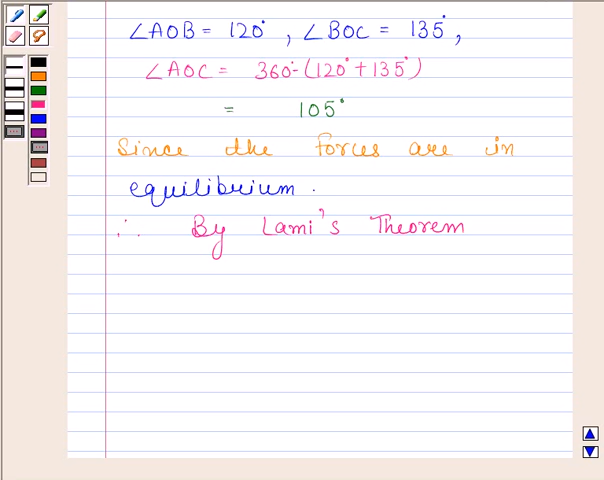 ∠AOB = 120°, ∠BOC = 135°,
∠AOC = 360° - (120° + 135°)
= 105°
Since the forces are in
equilibrium.
∴ By Lami's Theorem